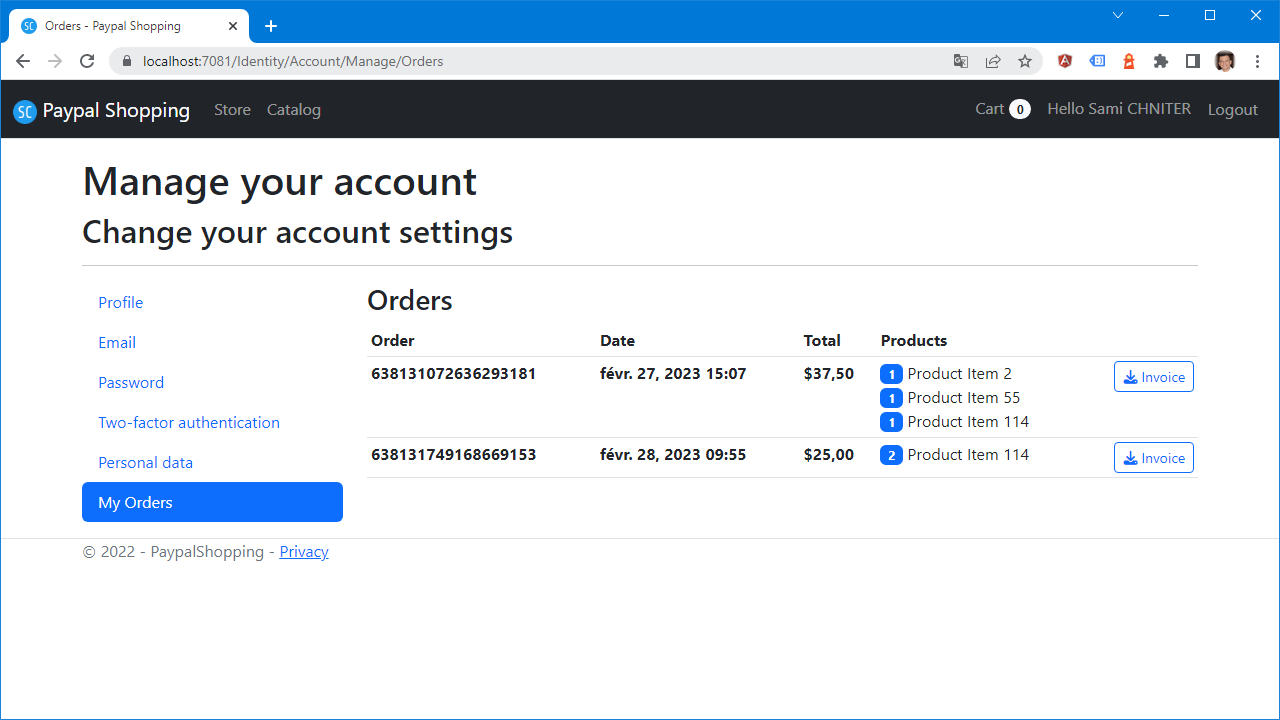 Orders - Paypal Shopping
localhost:7081/Identity/Account/Manage/Orders
SC Paypal Shopping Store Catalog Cart 0 Hello Sami CHNITER Logout
Manage your account
Change your account settings
Profile
Email
Password
Two-factor authentication
Personal data
My Orders
Orders
Order Date Total Products
638131072636293181 févr. 27, 2023 15:07 $37,50 1 Product Item 2 Invoice
1 Product Item 55
1 Product Item 114
638131749168669153 févr. 28, 2023 09:55 $25,00 2 Product Item 114 Invoice
© 2022 - PaypalShopping - Privacy